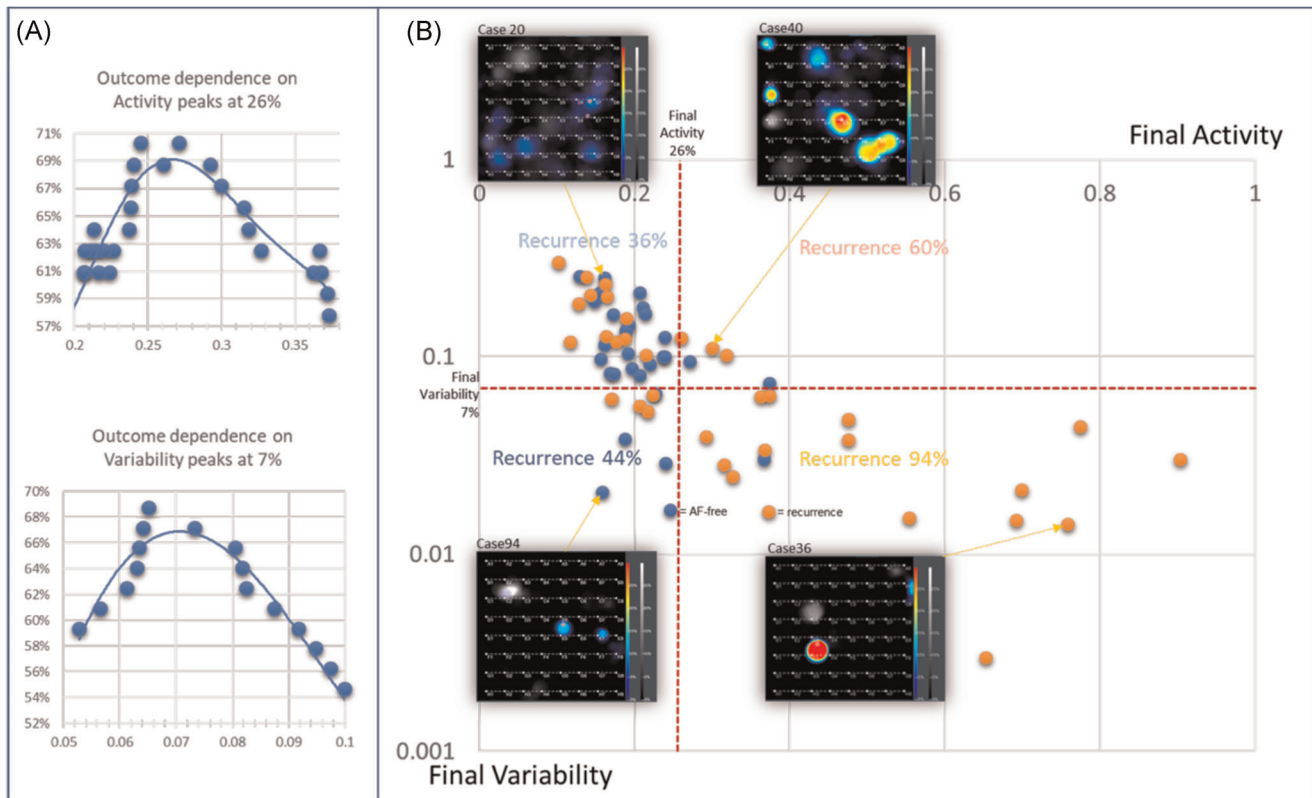 (A)
Outcome dependence on
Activity peaks at 26%
71%
69%
67%
65%
63%
61%
59%
57%
0.2
0.25
0.3
0.35
Outcome dependence on
Variability peaks at 7%
70%
68%
66%
64%
62%
60%
58%
56%
54%
52%
0.05
0.06
0.07
0.08
0.09
0.1
(B)
Case 20
Case40
Final
Activity
26%
Final Activity
1
0
0.2
0.4
0.6
0.8
1
Recurrence 36%
Recurrence 60%
0.1
Final
Variability
7%
Recurrence 44%
Recurrence 94%
= AF-free
= recurrence
0.01
Case94
Case36
0.001
Final Variability